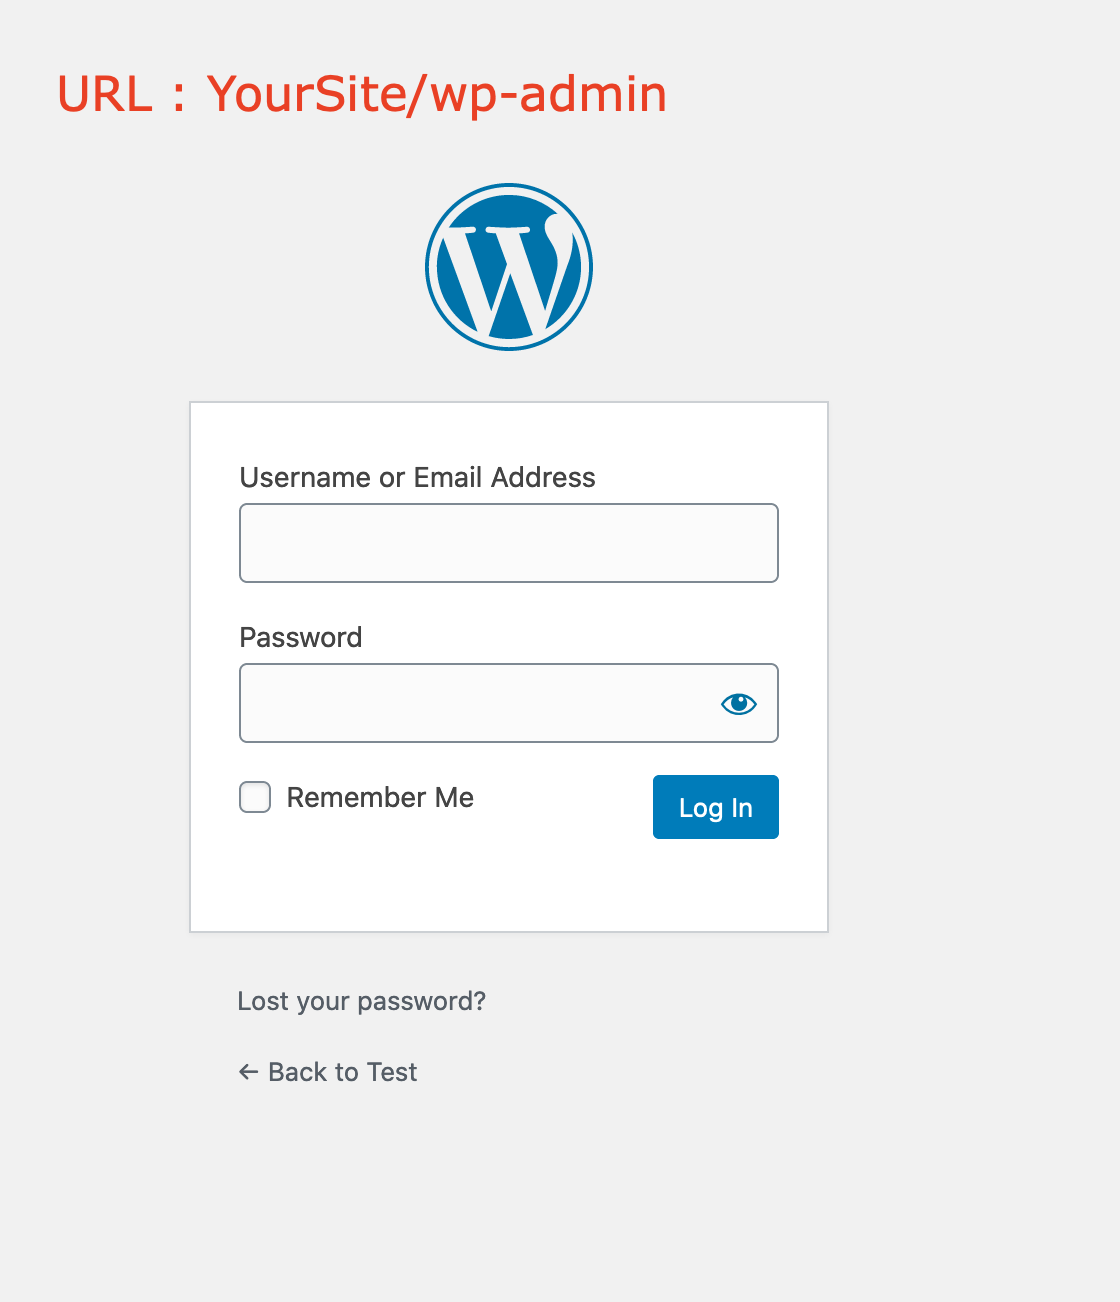 URL : YourSite/wp-admin
Username or Email Address
Password
Remember Me
Log In
Lost your password?
← Back to Test